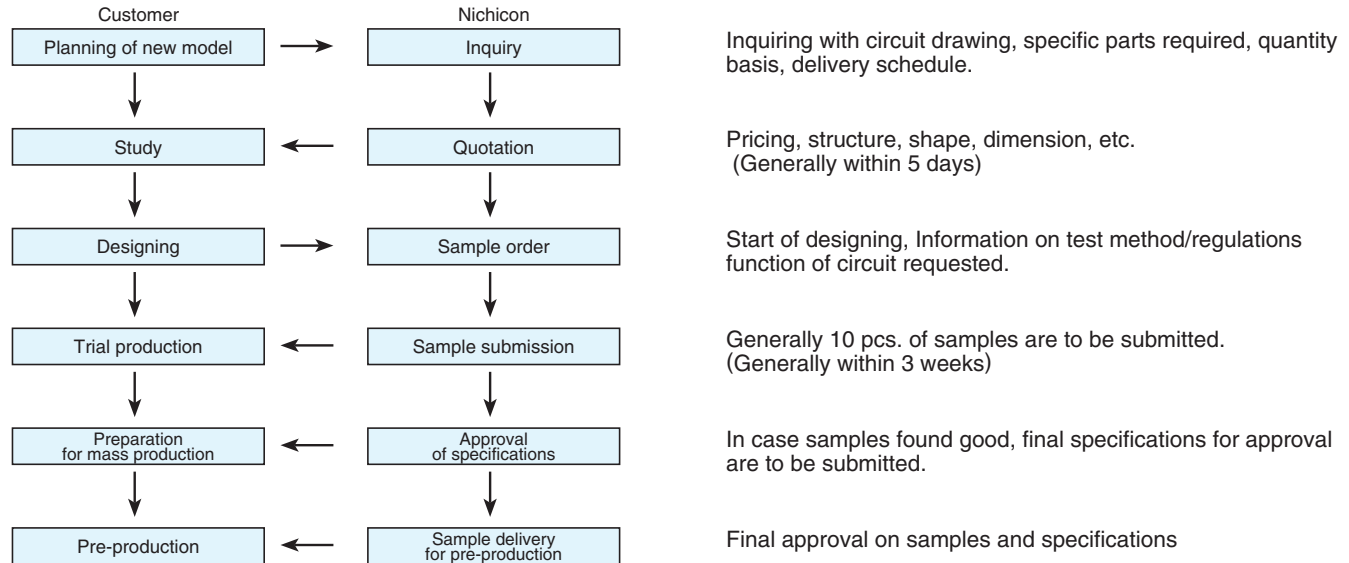 Customer
Nichicon
Planning of new model
Inquiry
Inquiring with circuit drawing, specific parts required, quantity
basis, delivery schedule.
Study
Quotation
Pricing, structure, shape, dimension, etc.
(Generally within 5 days)
Designing
Sample order
Start of designing, Information on test method/regulations
function of circuit requested.
Trial production
Sample submission
Generally 10 pcs. of samples are to be submitted.
(Generally within 3 weeks)
Preparation
for mass production
Approval
of specifications
In case samples found good, final specifications for approval
are to be submitted.
Pre-production
Sample delivery
for pre-production
Final approval on samples and specifications